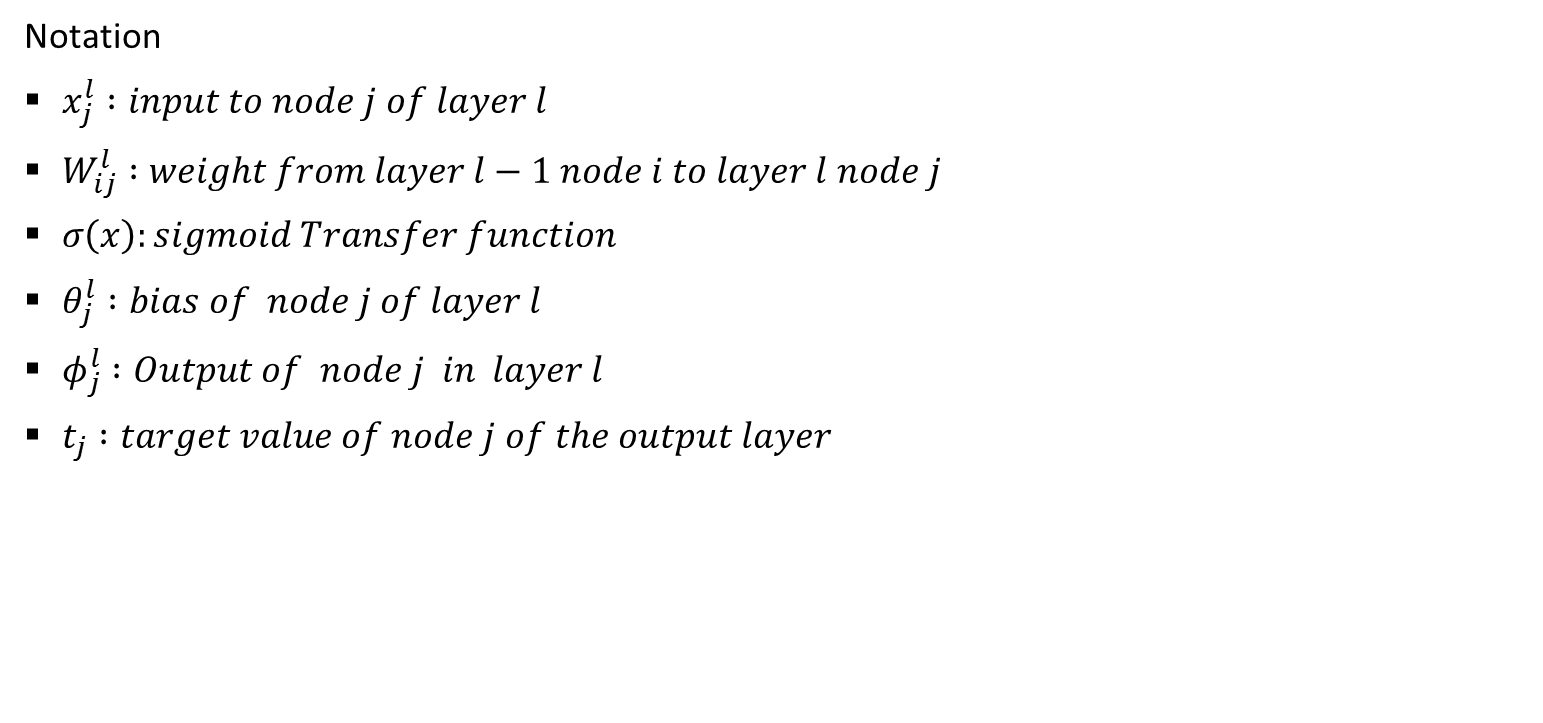 Notation
▪ $x_j^l : input to node j of layer l$
▪ $W_{ij}^l : weight from layer l − 1 node i to layer l node j$
▪ $σ(x): sigmoid Transfer function$
▪ $θ_j^l : bias of node j of layer l$
▪ $ϕ_j^l : Output of node j in layer l$
▪ $t_j : target value of node j of the output layer$